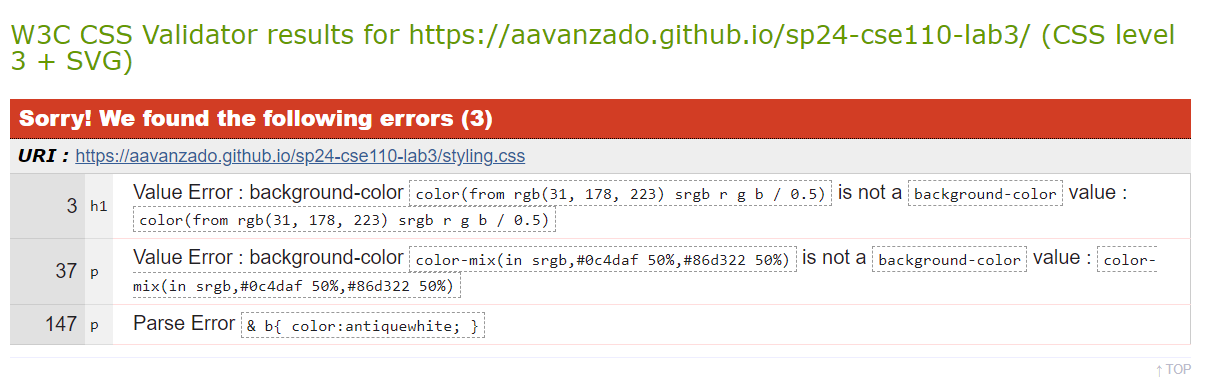 W3C CSS Validator results for https://aavanzado.github.io/sp24-cse110-lab3/ (CSS level
3 + SVG)
Sorry! We found the following errors (3)
URI : https://aavanzado.github.io/sp24-cse110-lab3/styling.css
3 h1 Value Error : background-color color(from rgb(31, 178, 223) srgb r g b / 0.5) is not a background-color value :
color(from rgb(31, 178, 223) srgb r g b / 0.5)
37 p Value Error : background-color color-mix(in srgb,#0c4daf 50%,#86d322 50%) is not a background-color value : color-
mix(in srgb,#0c4daf 50%,#86d322 50%)
147 p Parse Error & b{ color:antiquewhite; }
↑ TOP